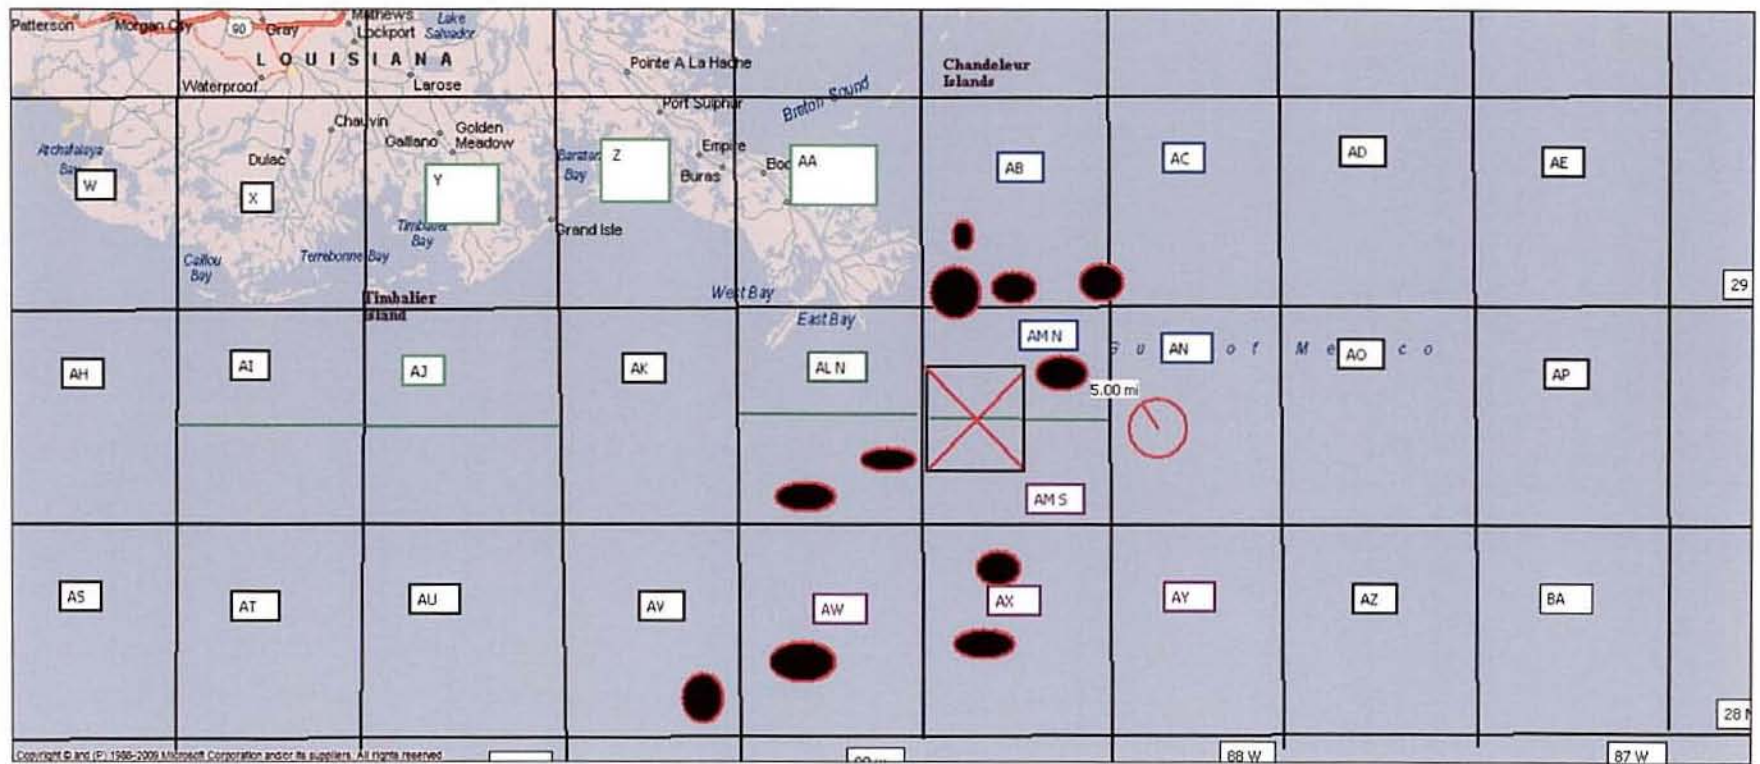 Patterson
Morgan City
90
Gray
Mathews
Lockport
Lake
Salvador
LOUISIANA
Waterproof
Larose
Pointe A La Hache
Chandeleur
Islands
Port Sulphur
Breton Sound
Atchafalaya
Bay
W
Dulac
X
Chauvin
Galliano
Golden
Meadow
Y
Timbalier
Bay
Z
Bay
Empire
Buras
AA
AB
AC
AD
AE
Grand Isle
Caillou
Bay
Terrebonne Bay
Timbalier
Island
West Bay
East Bay
29
AH
AI
AJ
AK
AL N
AM N
AN
of
AO
AP
5.00 mi
AM S
AS
AT
AU
AV
AW
AX
AY
AZ
BA
28 N
Copyright © and (P) 1988-2009 Microsoft Corporation and/or its suppliers. All rights reserved
88 W
87 W